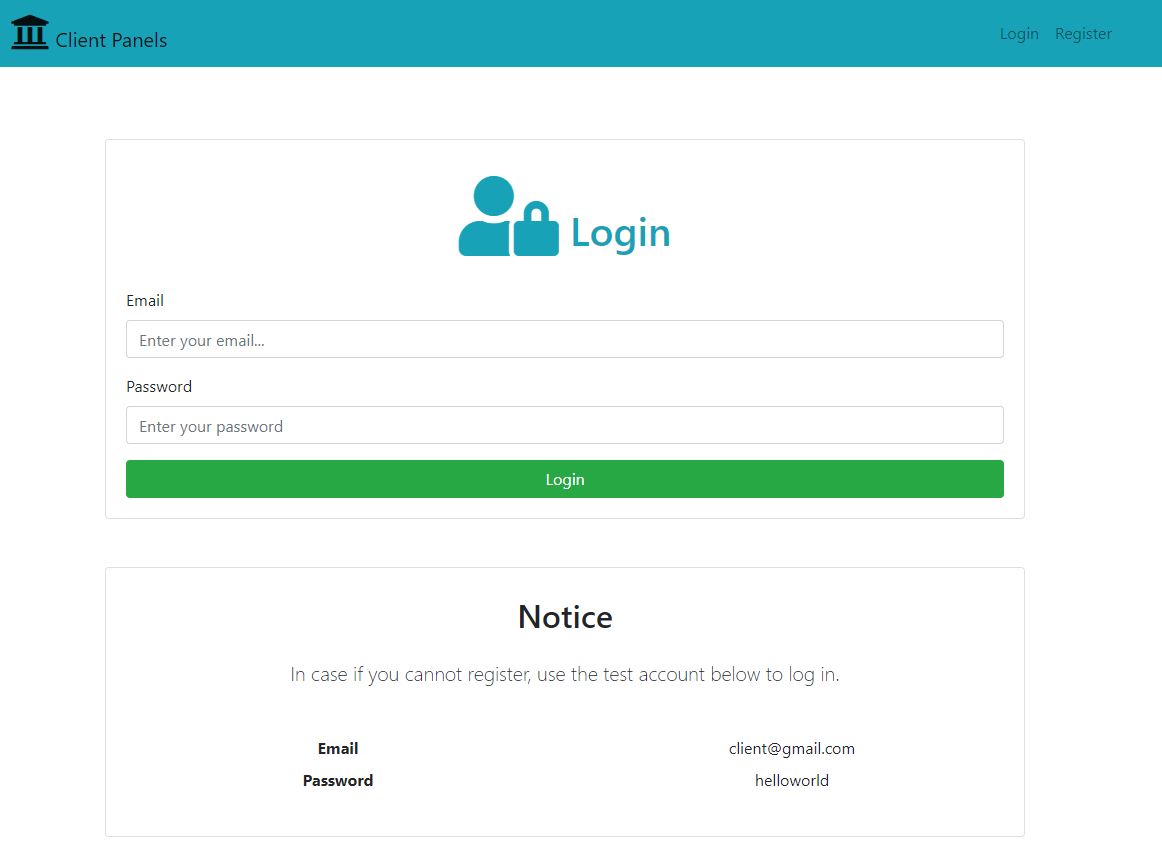 Client Panels
Login Register
Login
Email
Enter your email...
Password
Enter your password
Login
Notice
In case if you cannot register, use the test account below to log in.
Email client@gmail.com
Password helloworld